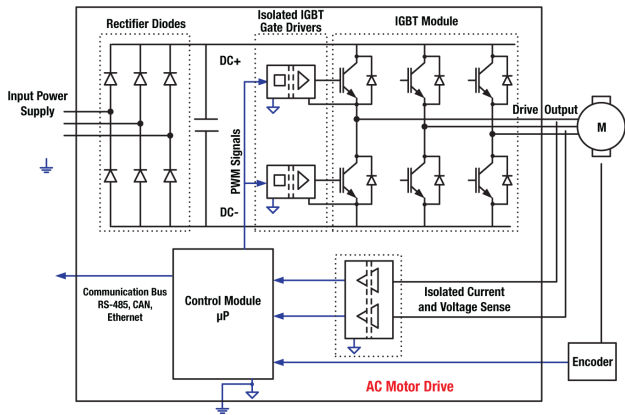 Rectifier Diodes
Isolated IGBT
Gate Drivers
IGBT Module
DC+
Input Power
Supply
Drive Output
M
PWM Signals
DC-
Communication Bus
RS-485, CAN,
Ethernet
Control Module
µP
Isolated Current
and Voltage Sense
Encoder
AC Motor Drive